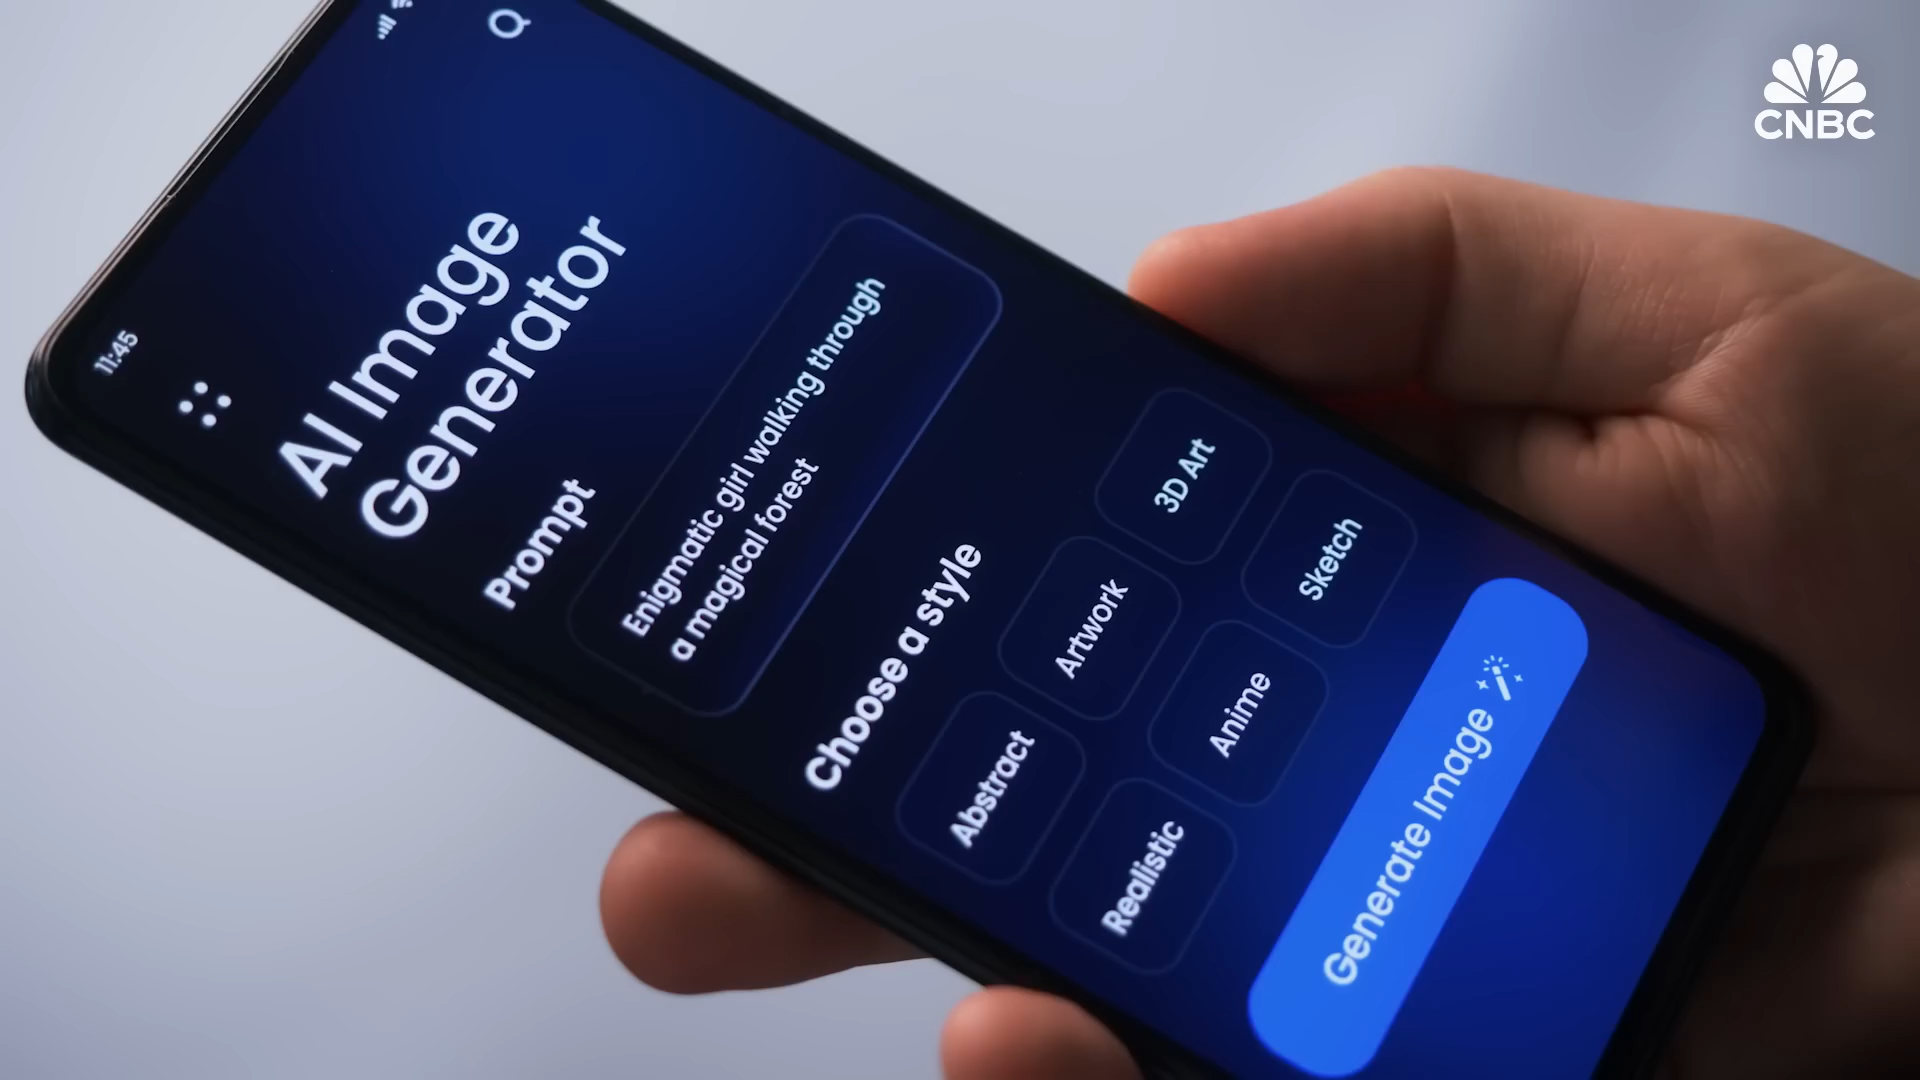 CNBC
11:45
AI Image
Generator
Prompt
Enigmatic girl walking through
a magical forest
Choose a style
Abstract
Artwork
3D Art
Realistic
Anime
Sketch
Generate Image